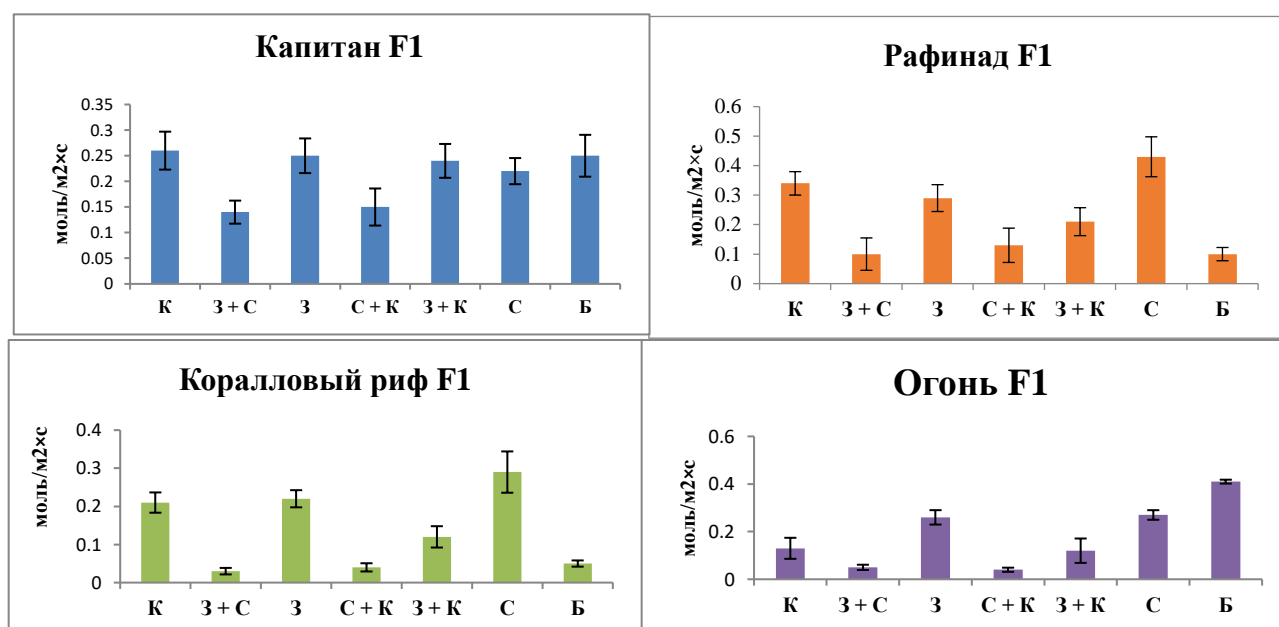 Капитан F1
моль/м2×с
0.35
0.3
0.25
0.2
0.15
0.1
0.05
0
К З + С З С + К З + К С Б
Рафинад F1
моль/м2×с
0.6
0.5
0.4
0.3
0.2
0.1
0
К З + С З С + К З + К С Б
Коралловый риф F1
моль/м2×с
0.4
0.3
0.2
0.1
0
К З + С З С + К З + К С Б
Огонь F1
моль/м2×с
0.6
0.4
0.2
0
К З + С З С + К З + К С Б